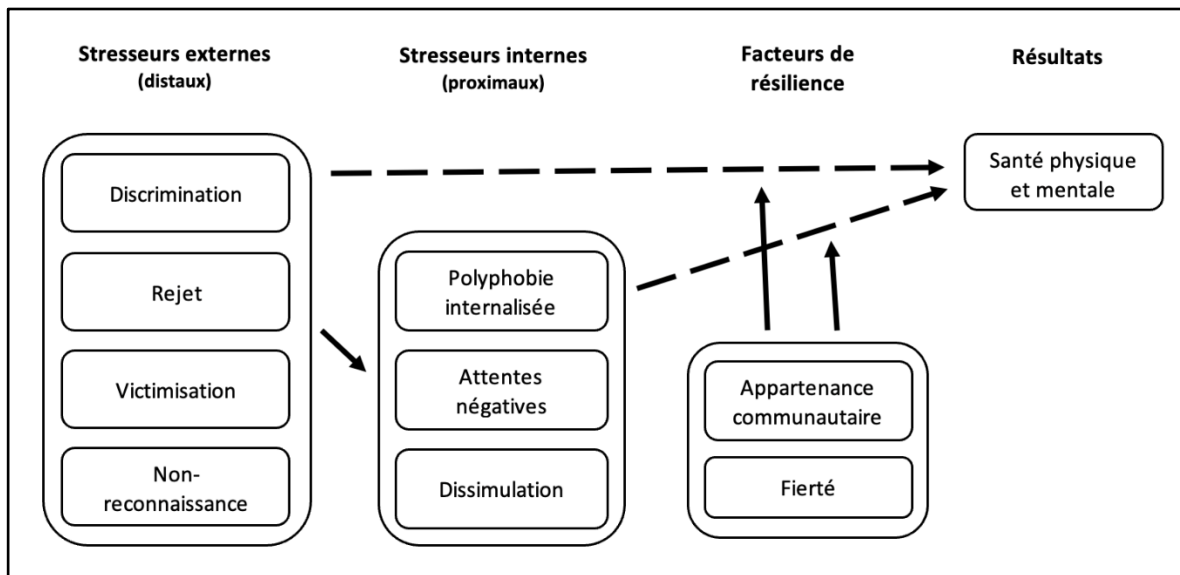 Stresseurs externes
(distaux)
Stresseurs internes
(proximaux)
Facteurs de
résilience
Résultats
Discrimination
Rejet
Victimisation
Non-
reconnaissance
Polyphobie
internalisée
Attentes
négatives
Dissimulation
Appartenance
communautaire
Fierté
Santé physique
et mentale